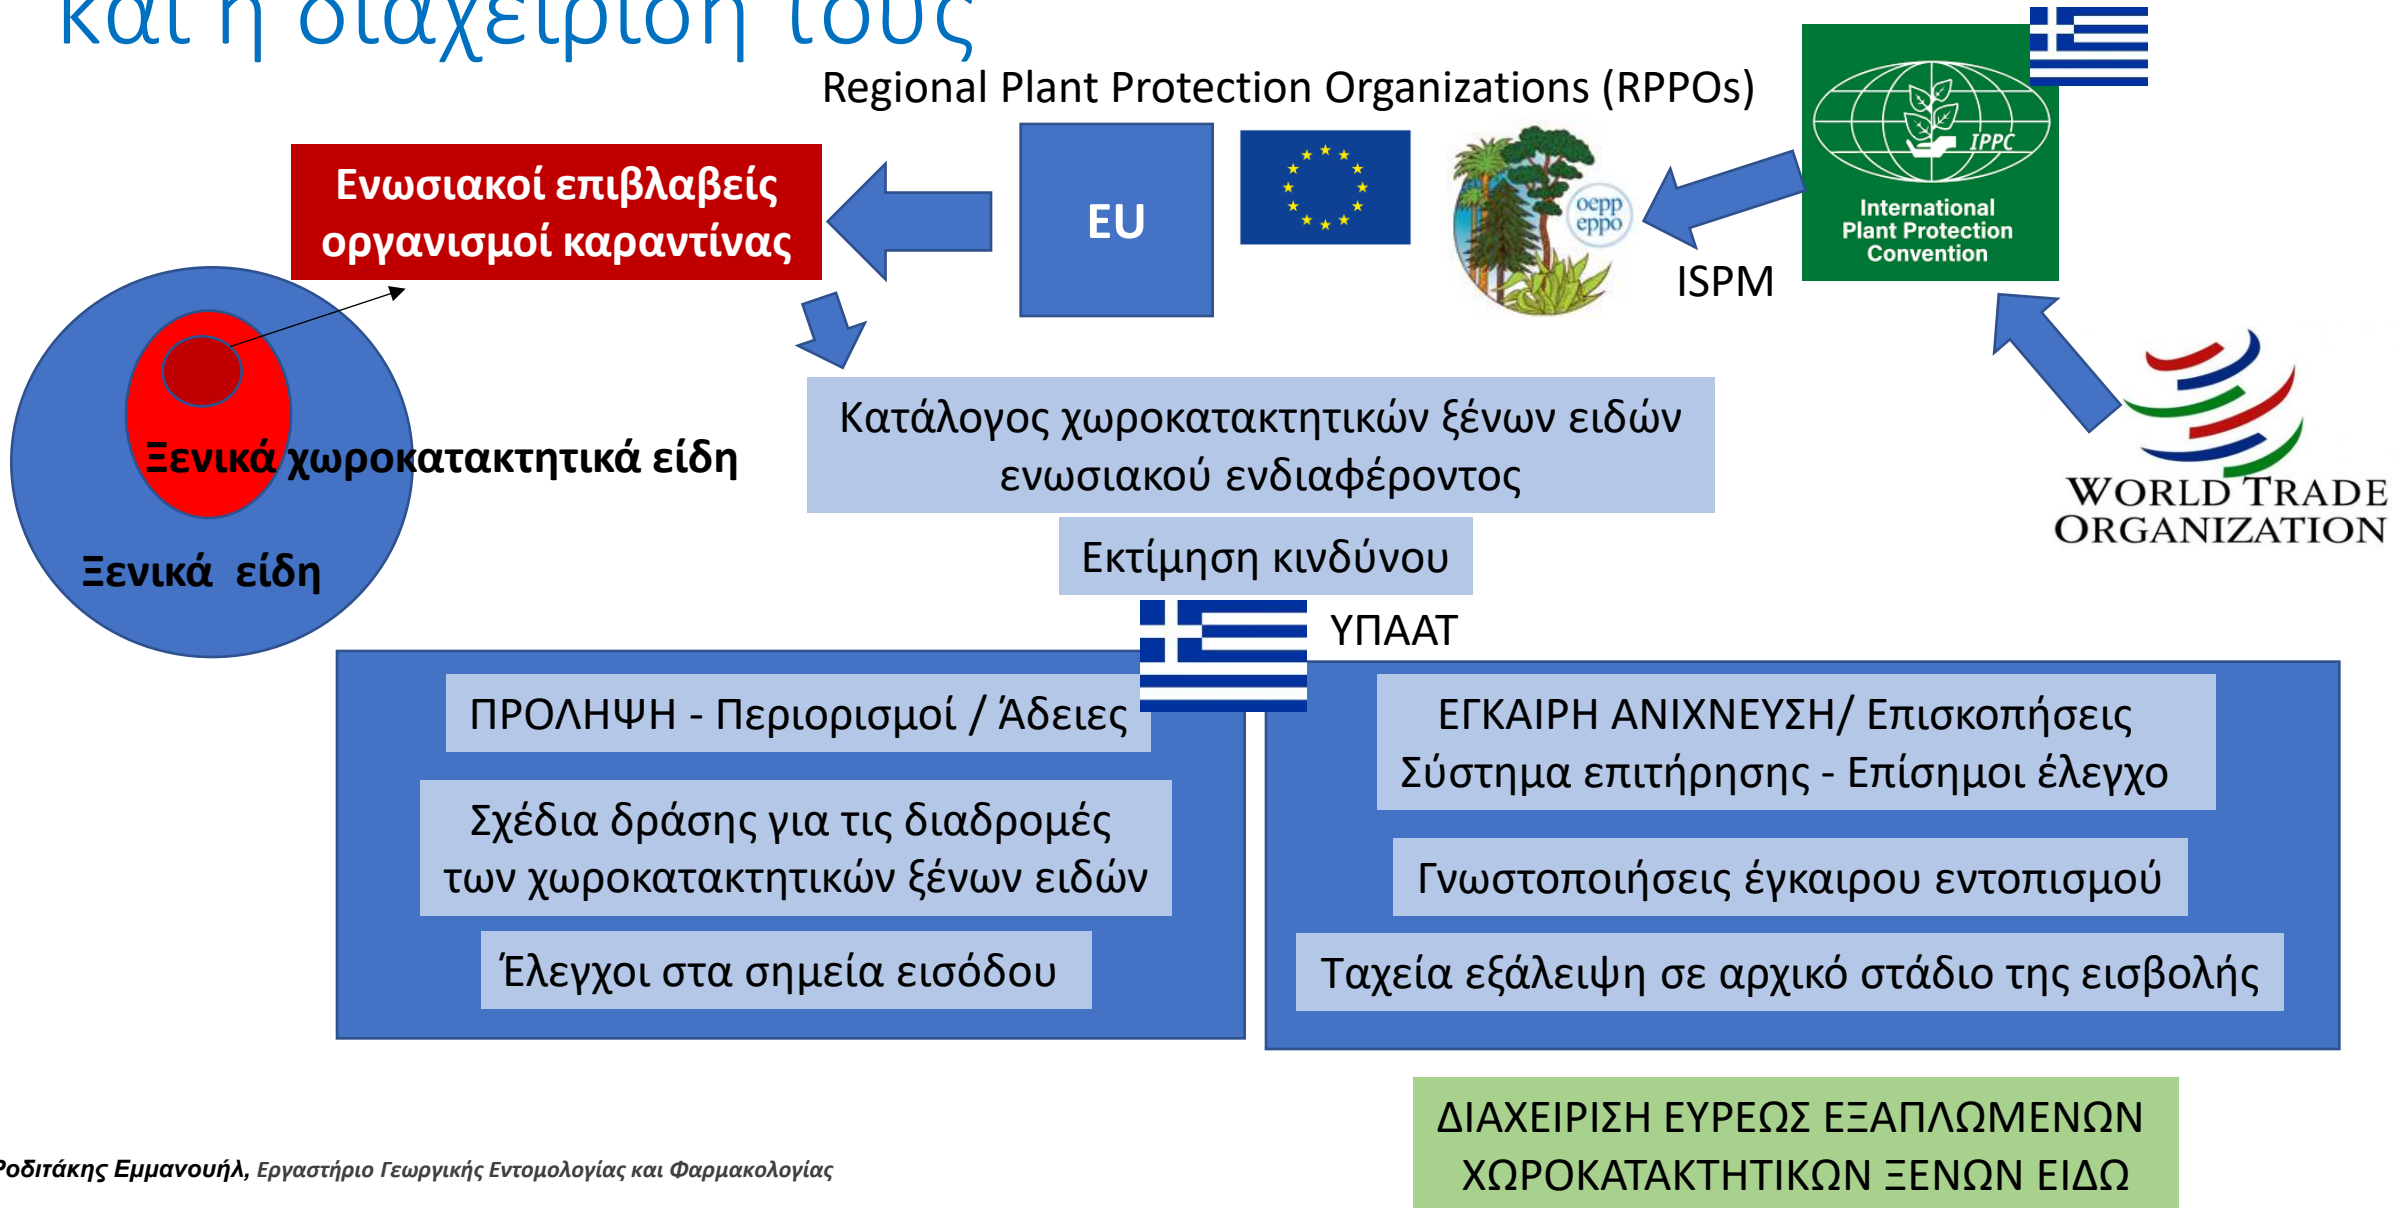 και η διαχείριση τους
Regional Plant Protection Organizations (RPPOs)
Ενωσιακοί επιβλαβείς
οργανισμοί καραντίνας
EU
oepp
eppo
IPPC
International
Plant Protection
Convention
ISPM
WORLD TRADE
ORGANIZATION
Κατάλογος χωροκατακτητικών ξένων ειδών
ενωσιακού ενδιαφέροντος
Ξενικά χωροκατακτητικά είδη
Ξενικά είδη
Εκτίμηση κινδύνου
ΥΠΑΑΤ
ΠΡΟΛΗΨΗ - Περιορισμοί / Άδειες
Σχέδια δράσης για τις διαδρομές
των χωροκατακτητικών ξένων ειδών
Έλεγχοι στα σημεία εισόδου
ΕΓΚΑΙΡΗ ΑΝΙΧΝΕΥΣΗ/ Επισκοπήσεις
Σύστημα επιτήρησης - Επίσημοι έλεγχο
Γνωστοποιήσεις έγκαιρου εντοπισμού
Ταχεία εξάλειψη σε αρχικό στάδιο της εισβολής
ΔΙΑΧΕΙΡΙΣΗ ΕΥΡΕΩΣ ΕΞΑΠΛΩΜΕΝΩΝ
ΧΩΡΟΚΑΤΑΚΤΗΤΙΚΩΝ ΞΕΝΩΝ ΕΙΔΩ
Ροδιτάκης Εμμανουήλ, Εργαστήριο Γεωργικής Εντομολογίας και Φαρμακολογίας